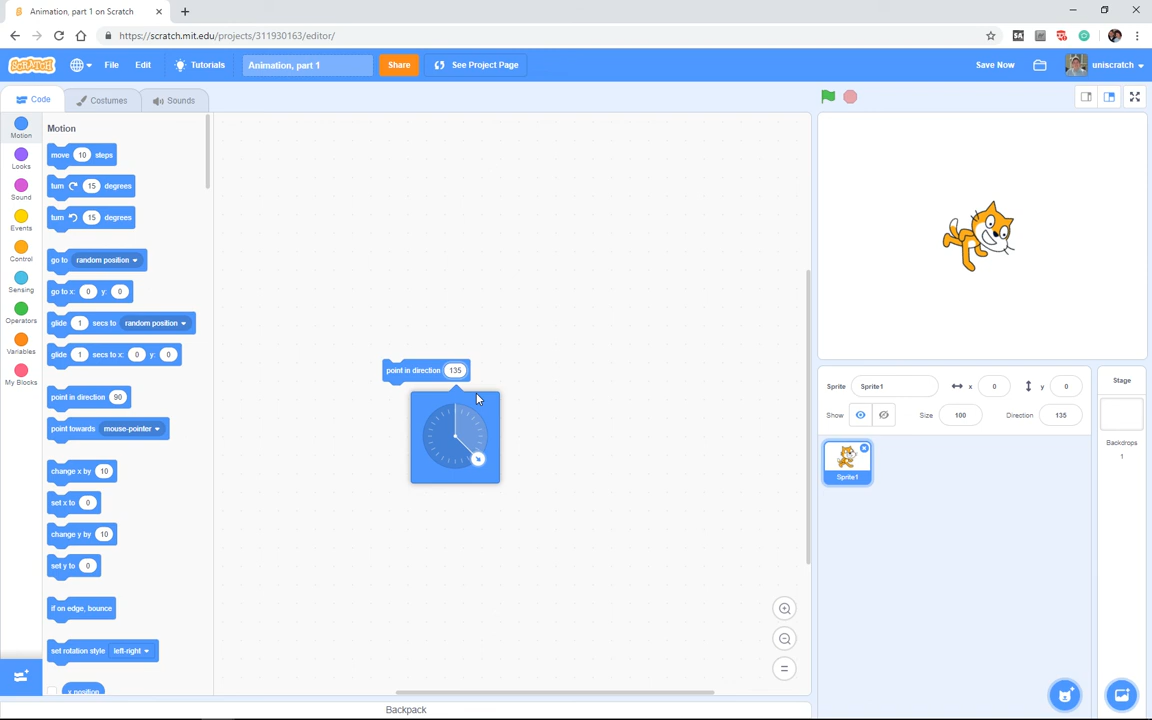 Animation, part 1 on Scratch
https://scratch.mit.edu/projects/311930163/editor/
SCRATCH File Edit Tutorials Animation, part 1 Share See Project Page Save Now uniscratch
Code Costumes Sounds
Motion
Looks
Sound
Events
Control
Sensing
Operators
Variables
My Blocks
Motion
move 10 steps
turn 15 degrees
turn 15 degrees
go to random position
go to x: 0 y: 0
glide 1 secs to random position
glide 1 secs to x: 0 y: 0
point in direction 90
point towards mouse-pointer
change x by 10
set x to 0
change y by 10
set y to 0
if on edge, bounce
set rotation style left-right
x position
point in direction 135
Sprite Sprite1 x 0 y 0
Show Size 100 Direction 135
Sprite1
Stage
Backdrops
1
Backpack